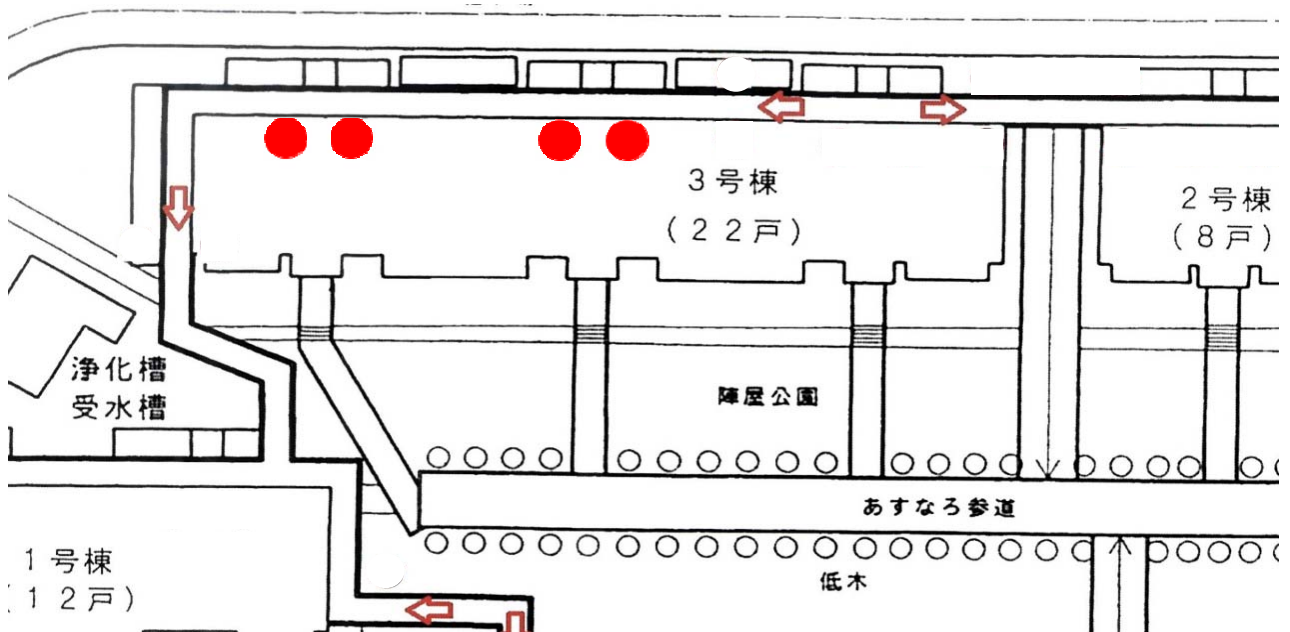 3号棟
(22戸)
2号棟
(8戸)
浄化槽
受水槽
陣屋公園
あすなろ参道
1号棟
(12戸)
低木